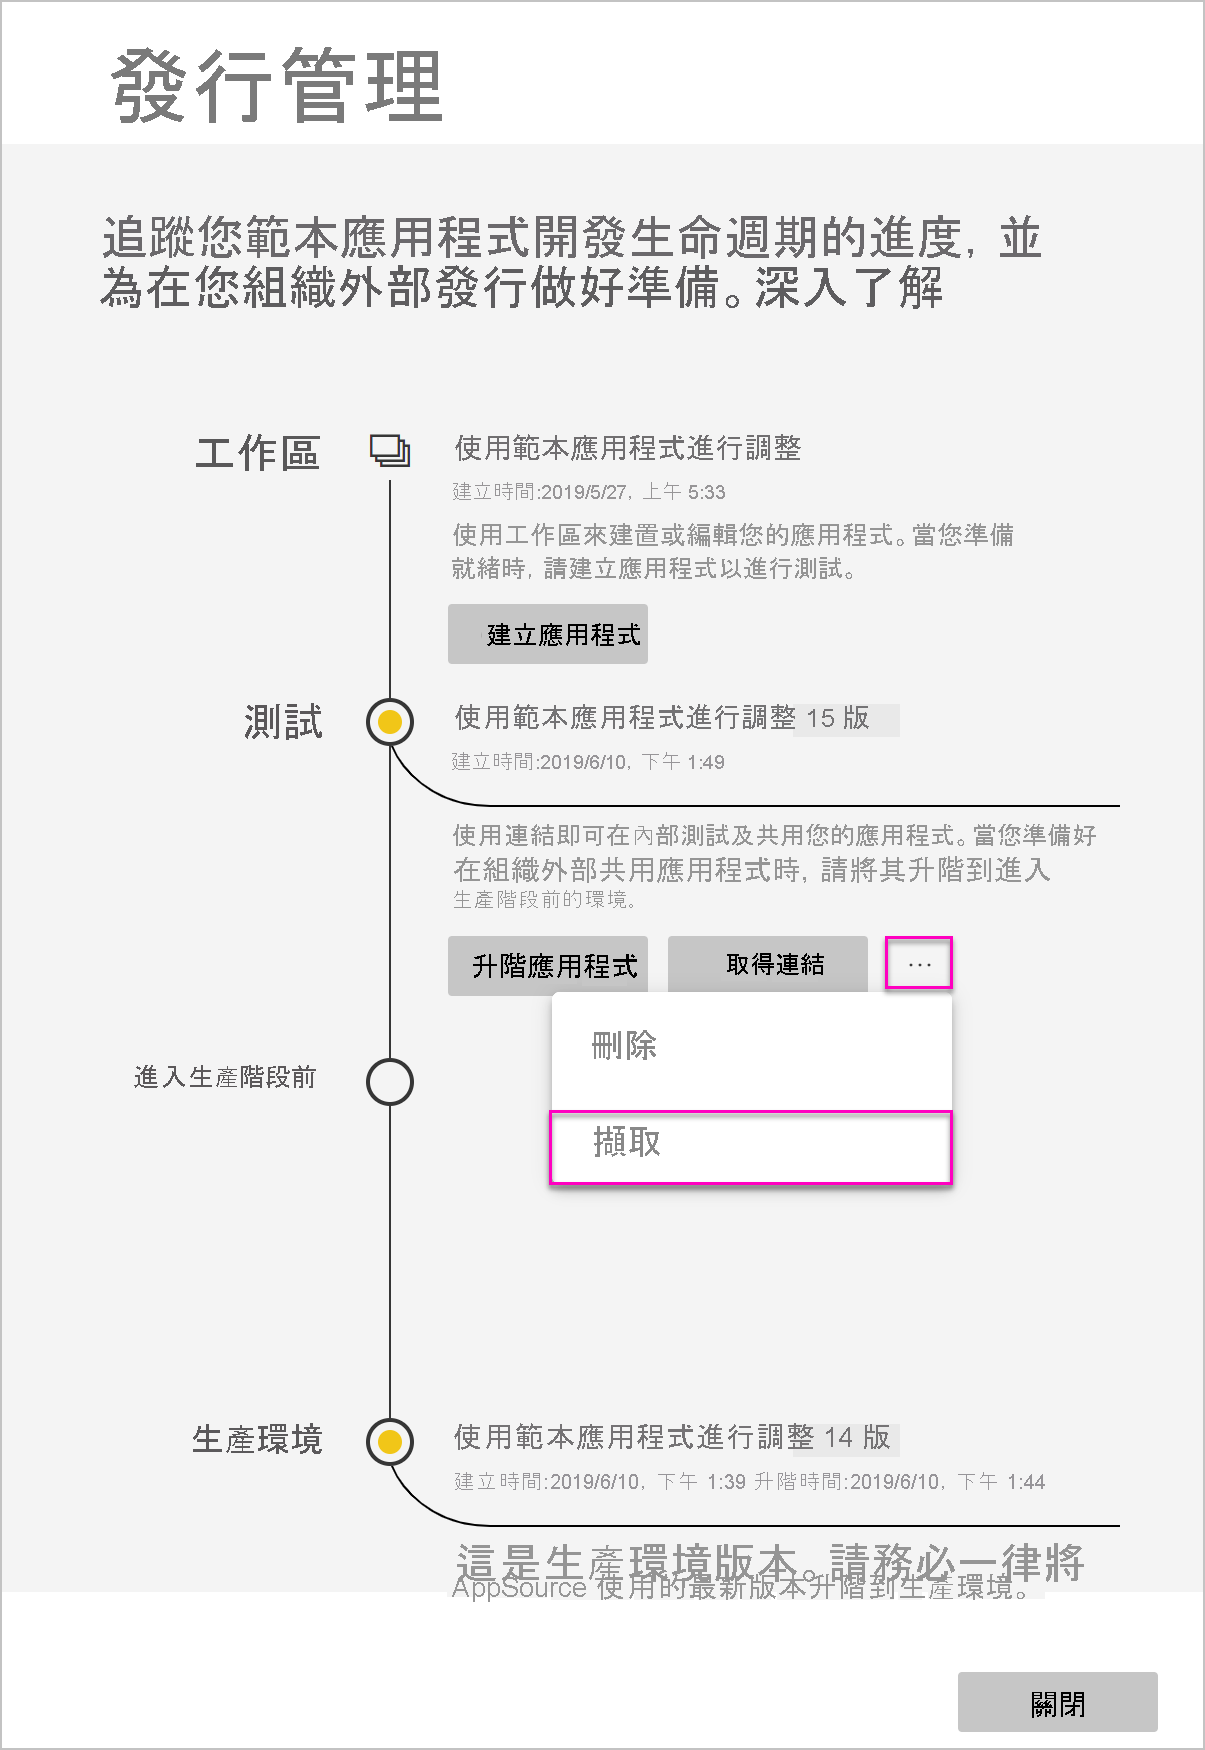 發行管理
追蹤您範本應用程式開發生命週期的進度，並
為在您組織外部發行做好準備。深入了解
工作區
使用範本應用程式進行調整
建立時間:2019/5/27，上午 5:33
使用工作區來建置或編輯您的應用程式。當您準備
就緒時，請建立應用程式以進行測試。
建立應用程式
測試
使用範本應用程式進行調整 15 版
建立時間:2019/6/10，下午 1:49
使用連結即可在內部測試及共用您的應用程式。當您準備好
在組織外部共用應用程式時，請將其升階到進入
生產階段前的環境。
升階應用程式
取得連結
...
刪除
擷取
進入生產階段前
生產環境
使用範本應用程式進行調整 14 版
建立時間:2019/6/10，下午 1:39 升階時間:2019/6/10，下午 1:44
這是生產環境版本。請務必一律將
AppSource 使用的最新版本升階到生產環境。
關閉